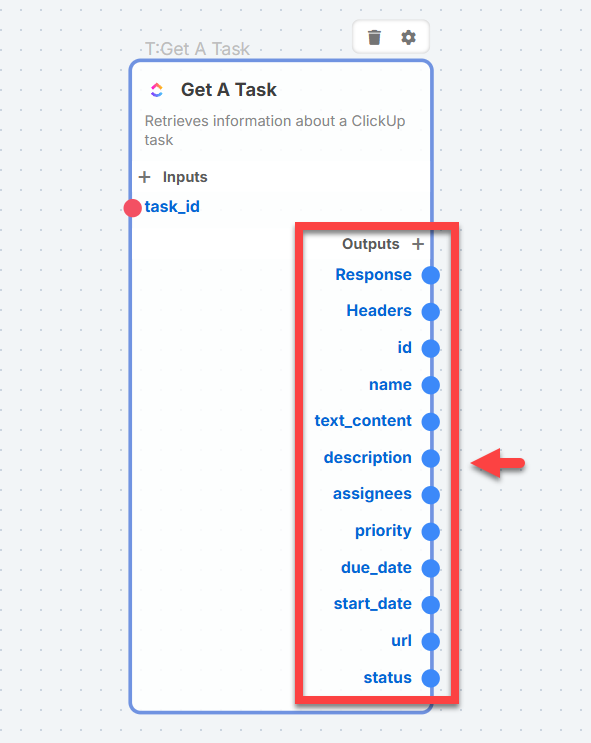 T:Get A Task
Get A Task
Retrieves information about a ClickUp
task
+ Inputs
task_id
Outputs +
Response
Headers
id
name
text_content
description
assignees
priority
due_date
start_date
url
status